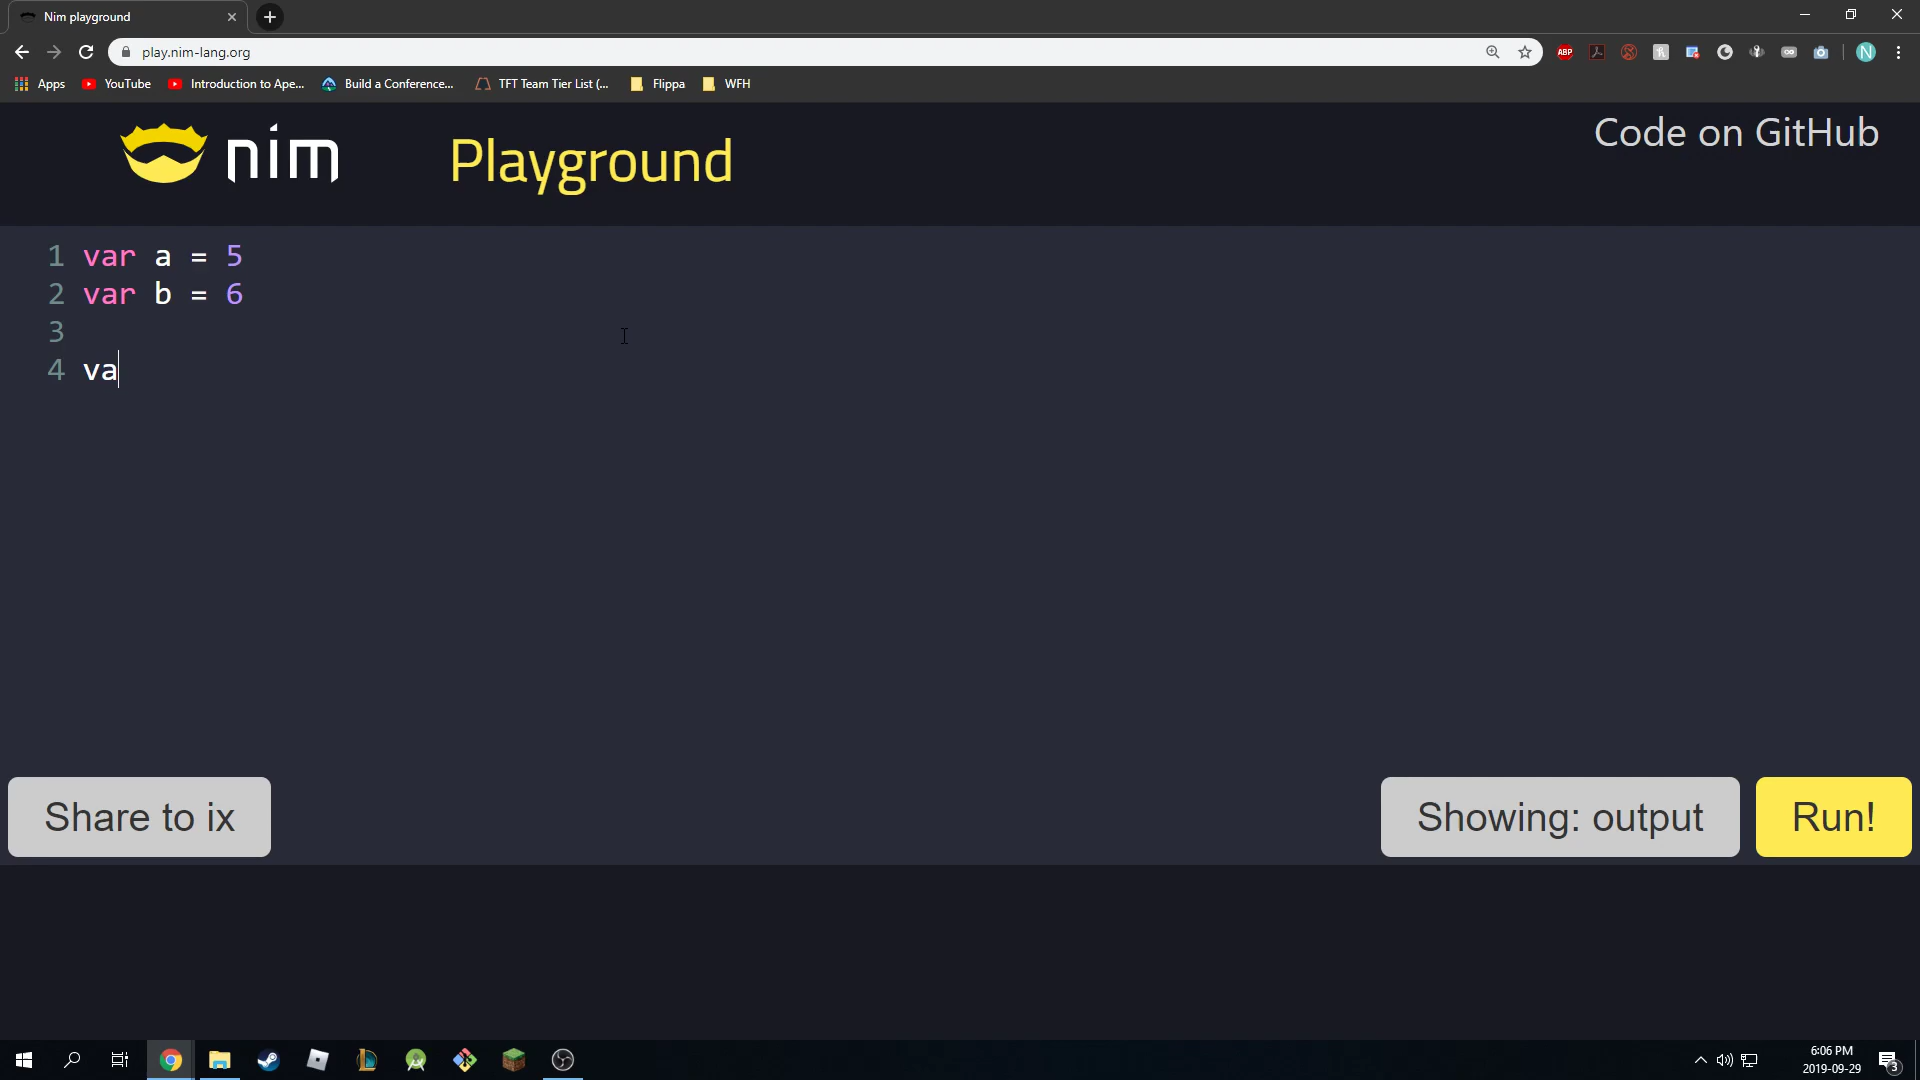 Nim playground
play.nim-lang.org
ABP
N
Apps
YouTube
Introduction to Ape...
Build a Conference...
TFT Team Tier List (...
Flippa
WFH
nim
Playground
Code on GitHub
1 var a = 5
2 var b = 6
3
4 va
Share to ix
Showing: output
Run!
6:06 PM
2019-09-29
3